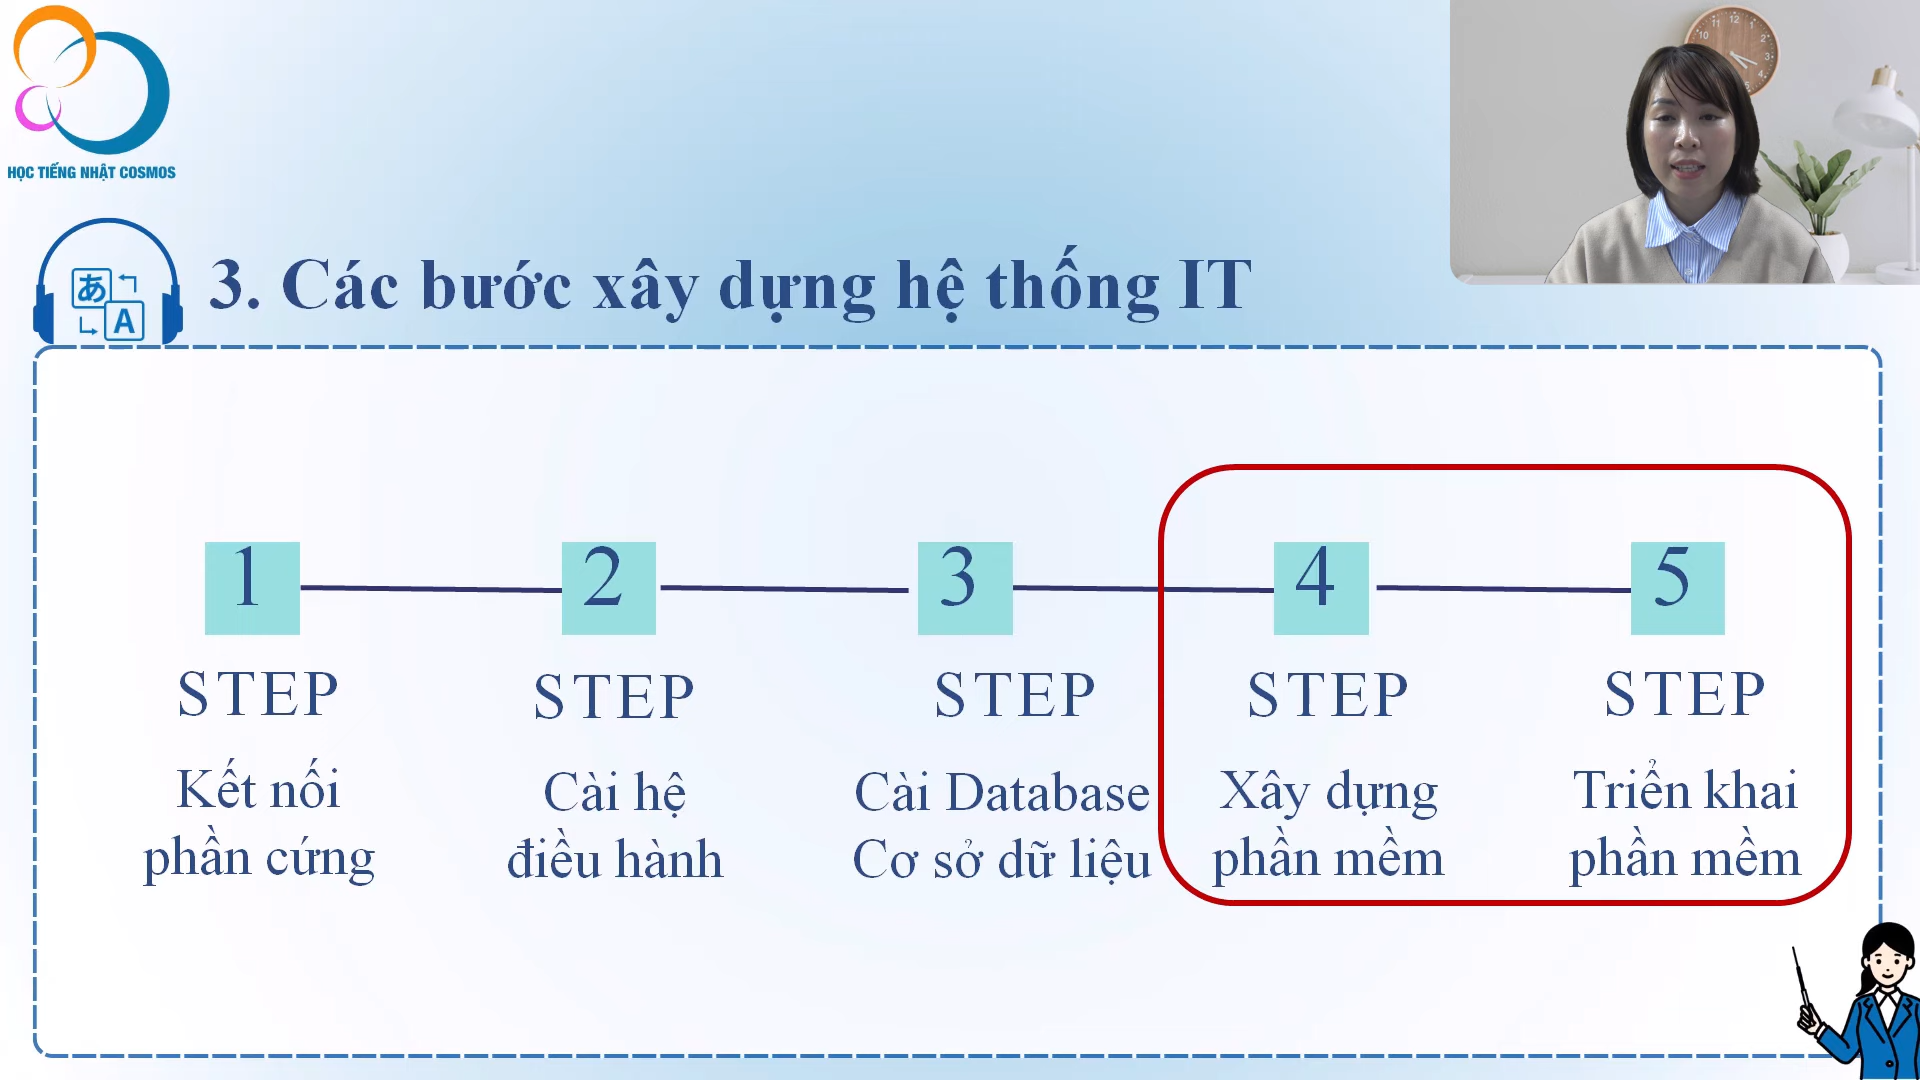 HỌC TIẾNG NHẬT COSMOS
あ
A
3. Các bước xây dựng hệ thống IT
1
2
3
4
5
STEP
STEP
STEP
STEP
STEP
Kết nối
phần cứng
Cài hệ
điều hành
Cài Database
Cơ sở dữ liệu
Xây dựng
phần mềm
Triển khai
phần mềm